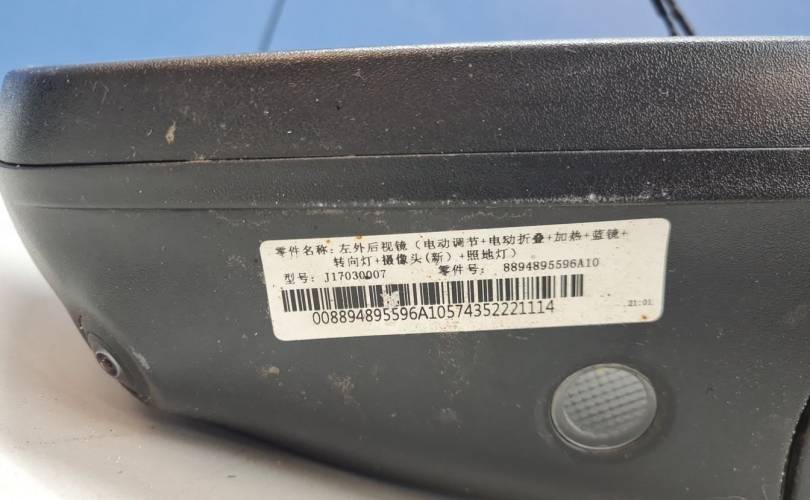 零件名称：左外后视镜（电动调节+电动折叠+加热+蓝镜+
转向灯+摄像头(新）+照地灯）
型号：J17030007 零件号：8894895596A10
008894895596A10574352221114
21:01